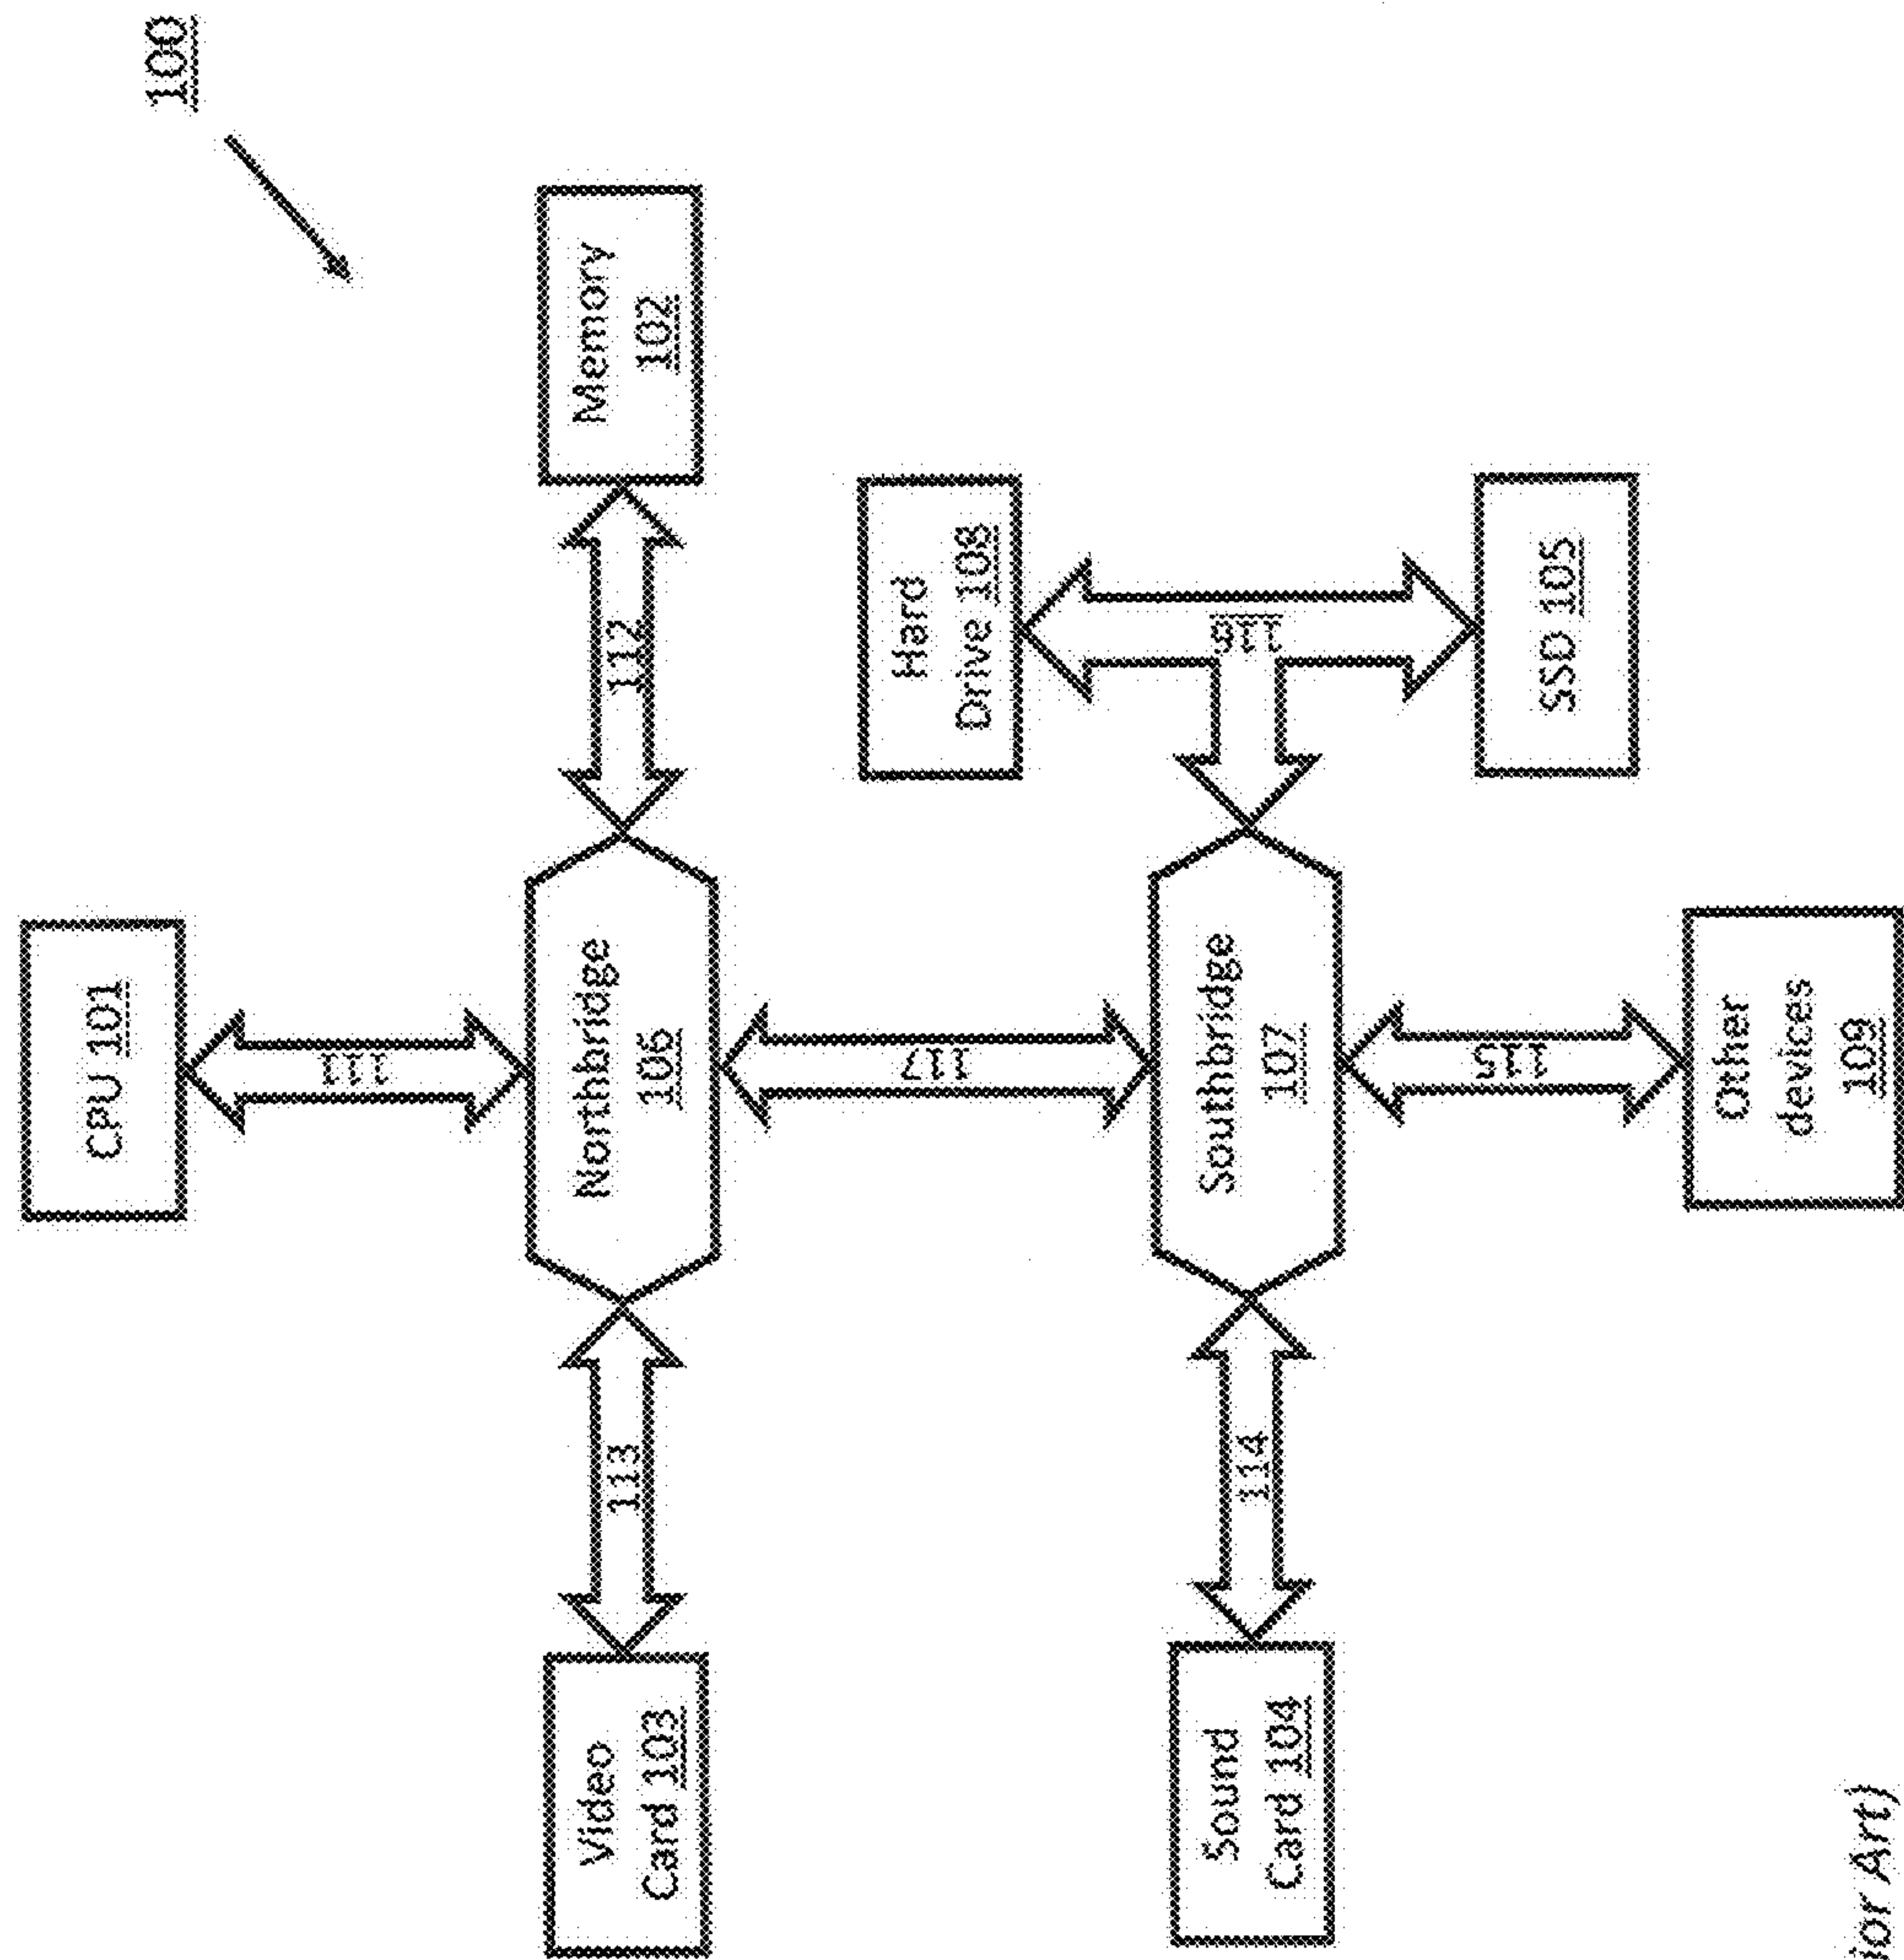 100
CPU 101
111
Video
Card 103
113
Northbridge
106
112
Memory
102
117
Hard
Drive 108
Sound
Card 104
114
Southbridge
107
116
115
SSD 105
Other
devices
109
ior Art)